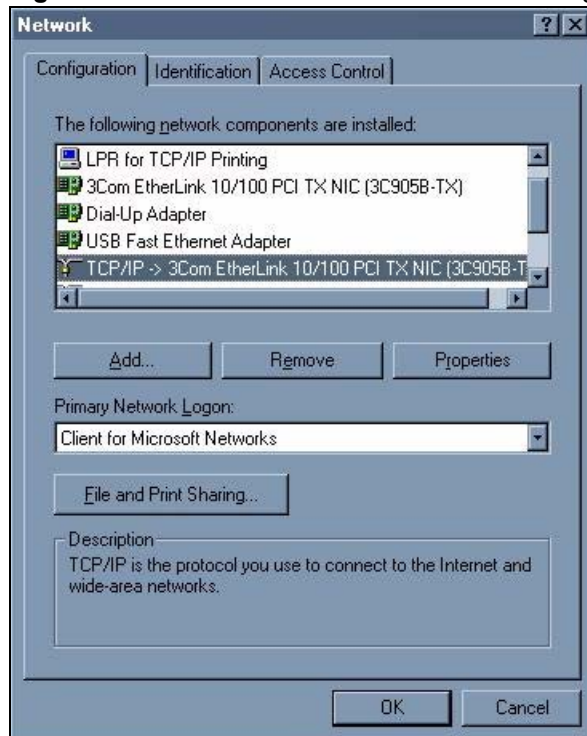 Network
Configuration
Identification
Access Control
The following network components are installed:
LPR for TCP/IP Printing
3Com EtherLink 10/100 PCI TX NIC (3C905B-TX)
Dial-Up Adapter
USB Fast Ethernet Adapter
TCP/IP -> 3Com EtherLink 10/100 PCI TX NIC (3C905B-T
Add...
Remove
Properties
Primary Network Logon:
Client for Microsoft Networks
File and Print Sharing...
Description
TCP/IP is the protocol you use to connect to the Internet and
wide-area networks.
OK
Cancel